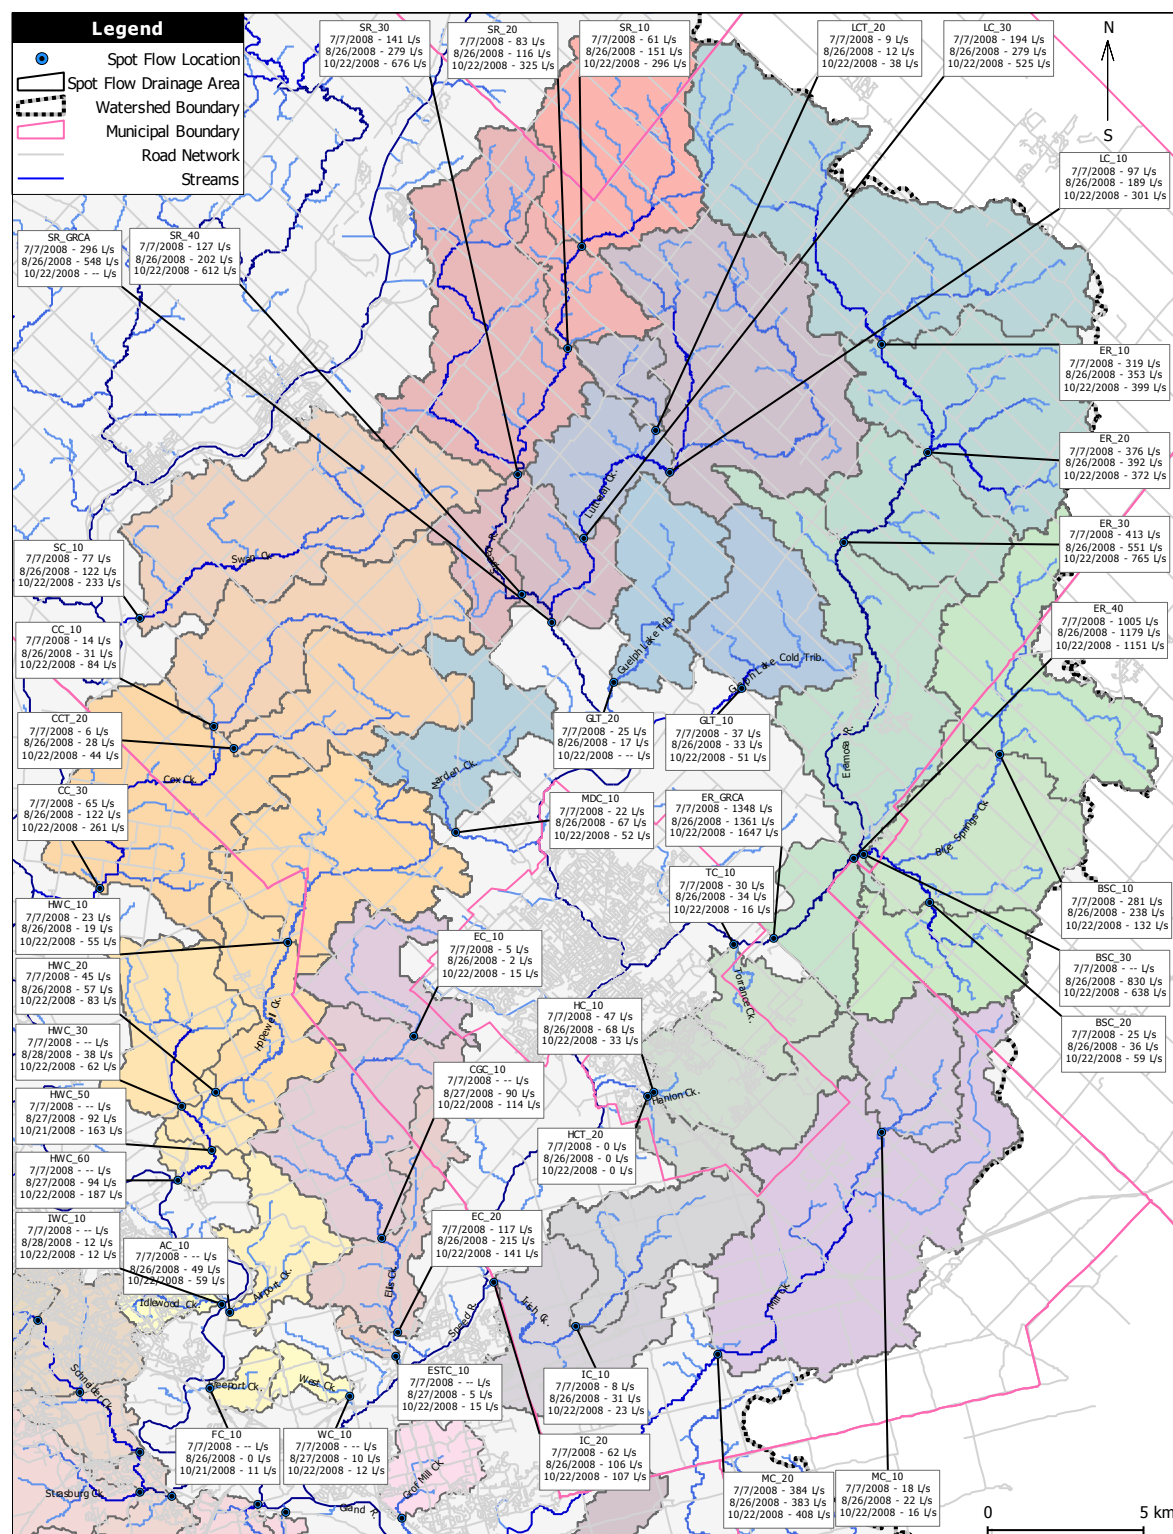 Legend
Spot Flow Location
Spot Flow Drainage Area
Watershed Boundary
Municipal Boundary
Road Network
Streams
SR_30
7/7/2008 - 141 L/s
8/26/2008 - 279 L/s
10/22/2008 - 676 L/s
SR_20
7/7/2008 - 83 L/s
8/26/2008 - 116 L/s
10/22/2008 - 325 L/s
SR_10
7/7/2008 - 61 L/s
8/26/2008 - 151 L/s
10/22/2008 - 296 L/s
LCT_20
7/7/2008 - 9 L/s
8/26/2008 - 12 L/s
10/22/2008 - 38 L/s
LC_30
7/7/2008 - 194 L/s
8/26/2008 - 279 L/s
10/22/2008 - 525 L/s
N
S
LC_10
7/7/2008 - 97 L/s
8/26/2008 - 189 L/s
10/22/2008 - 301 L/s
SR_GRCA
7/7/2008 - 296 L/s
8/26/2008 - 548 L/s
10/22/2008 - -- L/s
SR_40
7/7/2008 - 127 L/s
8/26/2008 - 202 L/s
10/22/2008 - 612 L/s
ER_10
7/7/2008 - 319 L/s
8/26/2008 - 353 L/s
10/22/2008 - 399 L/s
ER_20
7/7/2008 - 376 L/s
8/26/2008 - 392 L/s
10/22/2008 - 372 L/s
Lutteral Ck.
ER_30
7/7/2008 - 413 L/s
8/26/2008 - 551 L/s
10/22/2008 - 765 L/s
Swan Ck.
SC_10
7/7/2008 - 77 L/s
8/26/2008 - 122 L/s
10/22/2008 - 233 L/s
ER_40
7/7/2008 - 1005 L/s
8/26/2008 - 1179 L/s
10/22/2008 - 1151 L/s
CC_10
7/7/2008 - 14 L/s
8/26/2008 - 31 L/s
10/22/2008 - 84 L/s
Guelph Lake Trib.
Guelph Lake Cold Trib.
CCT_20
7/7/2008 - 6 L/s
8/26/2008 - 28 L/s
10/22/2008 - 44 L/s
GLT_20
7/7/2008 - 25 L/s
8/26/2008 - 17 L/s
10/22/2008 - -- L/s
GLT_10
7/7/2008 - 37 L/s
8/26/2008 - 33 L/s
10/22/2008 - 51 L/s
Eramosa R.
Cox Ck.
Marden Ck.
CC_30
7/7/2008 - 65 L/s
8/26/2008 - 122 L/s
10/22/2008 - 261 L/s
MDC_10
7/7/2008 - 22 L/s
8/26/2008 - 67 L/s
10/22/2008 - 52 L/s
ER_GRCA
7/7/2008 - 1348 L/s
8/26/2008 - 1361 L/s
10/22/2008 - 1647 L/s
Blue Springs Ck
TC_10
7/7/2008 - 30 L/s
8/26/2008 - 34 L/s
10/22/2008 - 16 L/s
BSC_10
7/7/2008 - 281 L/s
8/26/2008 - 238 L/s
10/22/2008 - 132 L/s
HWC_10
7/7/2008 - 23 L/s
8/26/2008 - 19 L/s
10/22/2008 - 55 L/s
EC_10
7/7/2008 - 5 L/s
8/26/2008 - 2 L/s
10/22/2008 - 15 L/s
BSC_30
7/7/2008 - -- L/s
8/26/2008 - 830 L/s
10/22/2008 - 638 L/s
HWC_20
7/7/2008 - 45 L/s
8/26/2008 - 57 L/s
10/22/2008 - 83 L/s
Torrance Ck.
Hopewell Ck.
HC_10
7/7/2008 - 47 L/s
8/26/2008 - 68 L/s
10/22/2008 - 33 L/s
BSC_20
7/7/2008 - 25 L/s
8/26/2008 - 36 L/s
10/22/2008 - 59 L/s
HWC_30
7/7/2008 - -- L/s
8/28/2008 - 38 L/s
10/22/2008 - 62 L/s
CGC_10
7/7/2008 - -- L/s
8/27/2008 - 90 L/s
10/22/2008 - 114 L/s
Hanlon Ck.
HWC_50
7/7/2008 - -- L/s
8/27/2008 - 92 L/s
10/21/2008 - 163 L/s
HCT_20
7/7/2008 - 0 L/s
8/26/2008 - 0 L/s
10/22/2008 - 0 L/s
HWC_60
7/7/2008 - -- L/s
8/27/2008 - 94 L/s
10/22/2008 - 187 L/s
IWC_10
7/7/2008 - -- L/s
8/28/2008 - 12 L/s
10/22/2008 - 12 L/s
AC_10
7/7/2008 - -- L/s
8/26/2008 - 49 L/s
10/22/2008 - 59 L/s
EC_20
7/7/2008 - 117 L/s
8/26/2008 - 215 L/s
10/22/2008 - 141 L/s
Idlewood Ck.
Airport Ck.
Ellis Ck.
Speed R.
Irish Ck.
Mill Ck.
Schneider Ck.
Freeport Ck.
West Ck.
ESTC_10
7/7/2008 - -- L/s
8/27/2008 - 5 L/s
10/22/2008 - 15 L/s
IC_10
7/7/2008 - 8 L/s
8/26/2008 - 31 L/s
10/22/2008 - 23 L/s
FC_10
7/7/2008 - -- L/s
8/26/2008 - 0 L/s
10/21/2008 - 11 L/s
WC_10
7/7/2008 - -- L/s
8/27/2008 - 10 L/s
10/22/2008 - 12 L/s
IC_20
7/7/2008 - 62 L/s
8/26/2008 - 106 L/s
10/22/2008 - 107 L/s
MC_20
7/7/2008 - 384 L/s
8/26/2008 - 383 L/s
10/22/2008 - 408 L/s
MC_10
7/7/2008 - 18 L/s
8/26/2008 - 22 L/s
10/22/2008 - 16 L/s
Strasburg Ck.
Grand R.
Groff Mill Ck
0 5 km